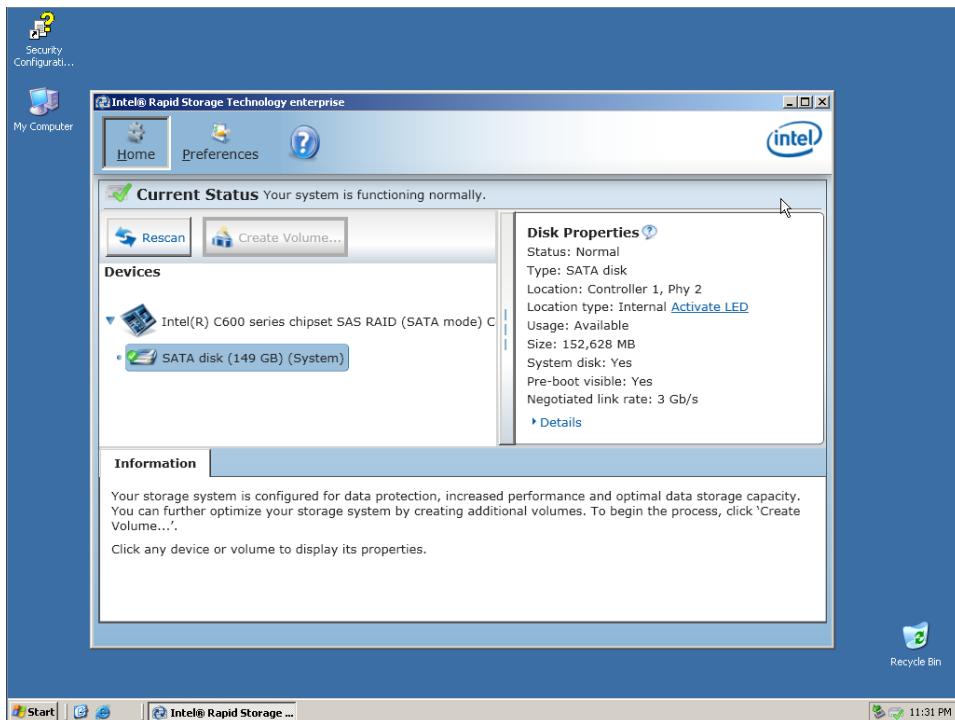 Security
Configurati...
My Computer
Intel® Rapid Storage Technology enterprise
Home
Preferences
intel
Current Status Your system is functioning normally.
Rescan
Create Volume...
Devices
Intel(R) C600 series chipset SAS RAID (SATA mode) C
SATA disk (149 GB) (System)
Disk Properties
Status: Normal
Type: SATA disk
Location: Controller 1, Phy 2
Location type: Internal Activate LED
Usage: Available
Size: 152,628 MB
System disk: Yes
Pre-boot visible: Yes
Negotiated link rate: 3 Gb/s
Details
Information
Your storage system is configured for data protection, increased performance and optimal data storage capacity.
You can further optimize your storage system by creating additional volumes. To begin the process, click 'Create
Volume...'.
Click any device or volume to display its properties.
Recycle Bin
Start
Intel® Rapid Storage ...
11:31 PM